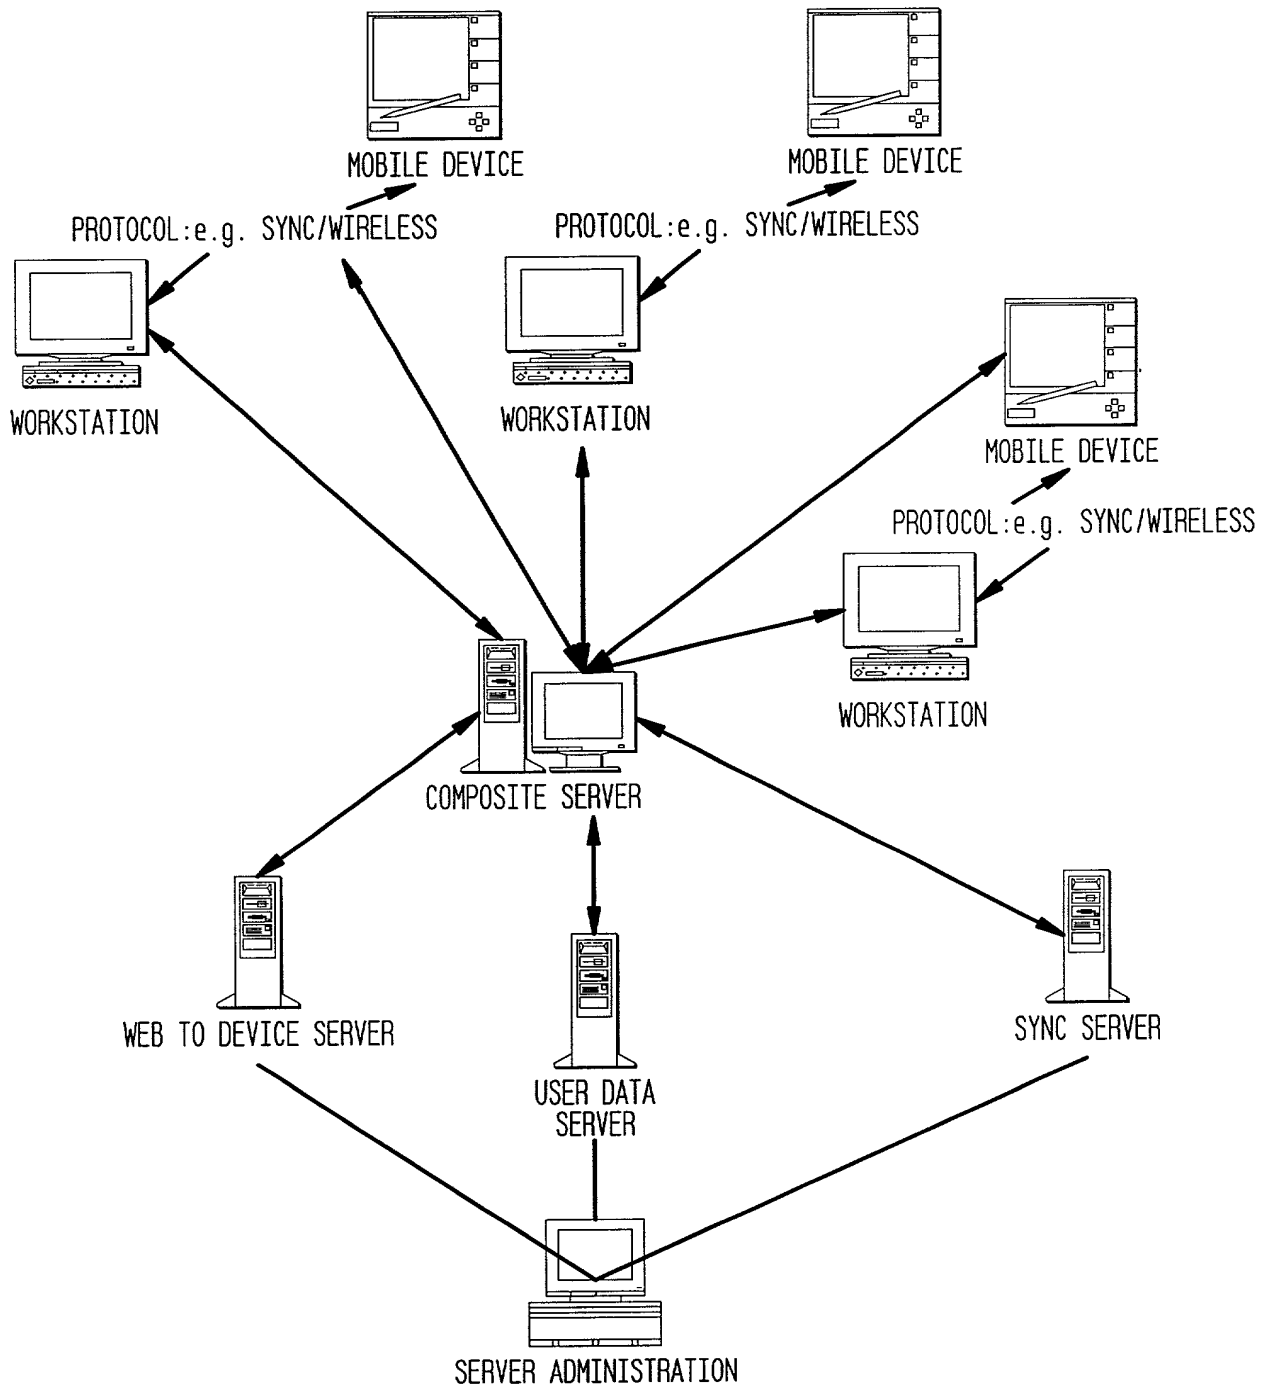 MOBILE DEVICE
MOBILE DEVICE
PROTOCOL:e.g. SYNC/WIRELESS
PROTOCOL:e.g. SYNC/WIRELESS
WORKSTATION
WORKSTATION
MOBILE DEVICE
PROTOCOL:e.g. SYNC/WIRELESS
WORKSTATION
COMPOSITE SERVER
WEB TO DEVICE SERVER
SYNC SERVER
USER DATA
SERVER
SERVER ADMINISTRATION